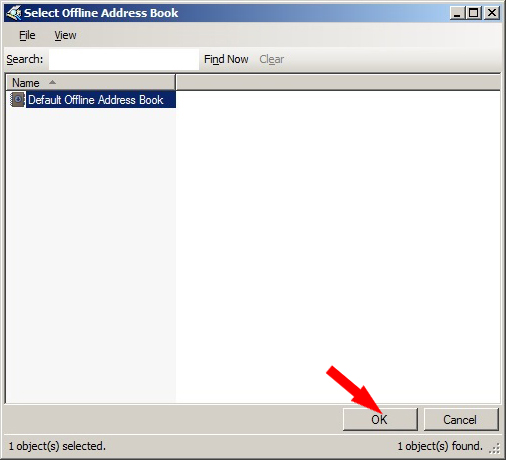 Select Offline Address Book
File View
Search: Find Now Clear
Name
Default Offline Address Book
OK Cancel
1 object(s) selected. 1 object(s) found.